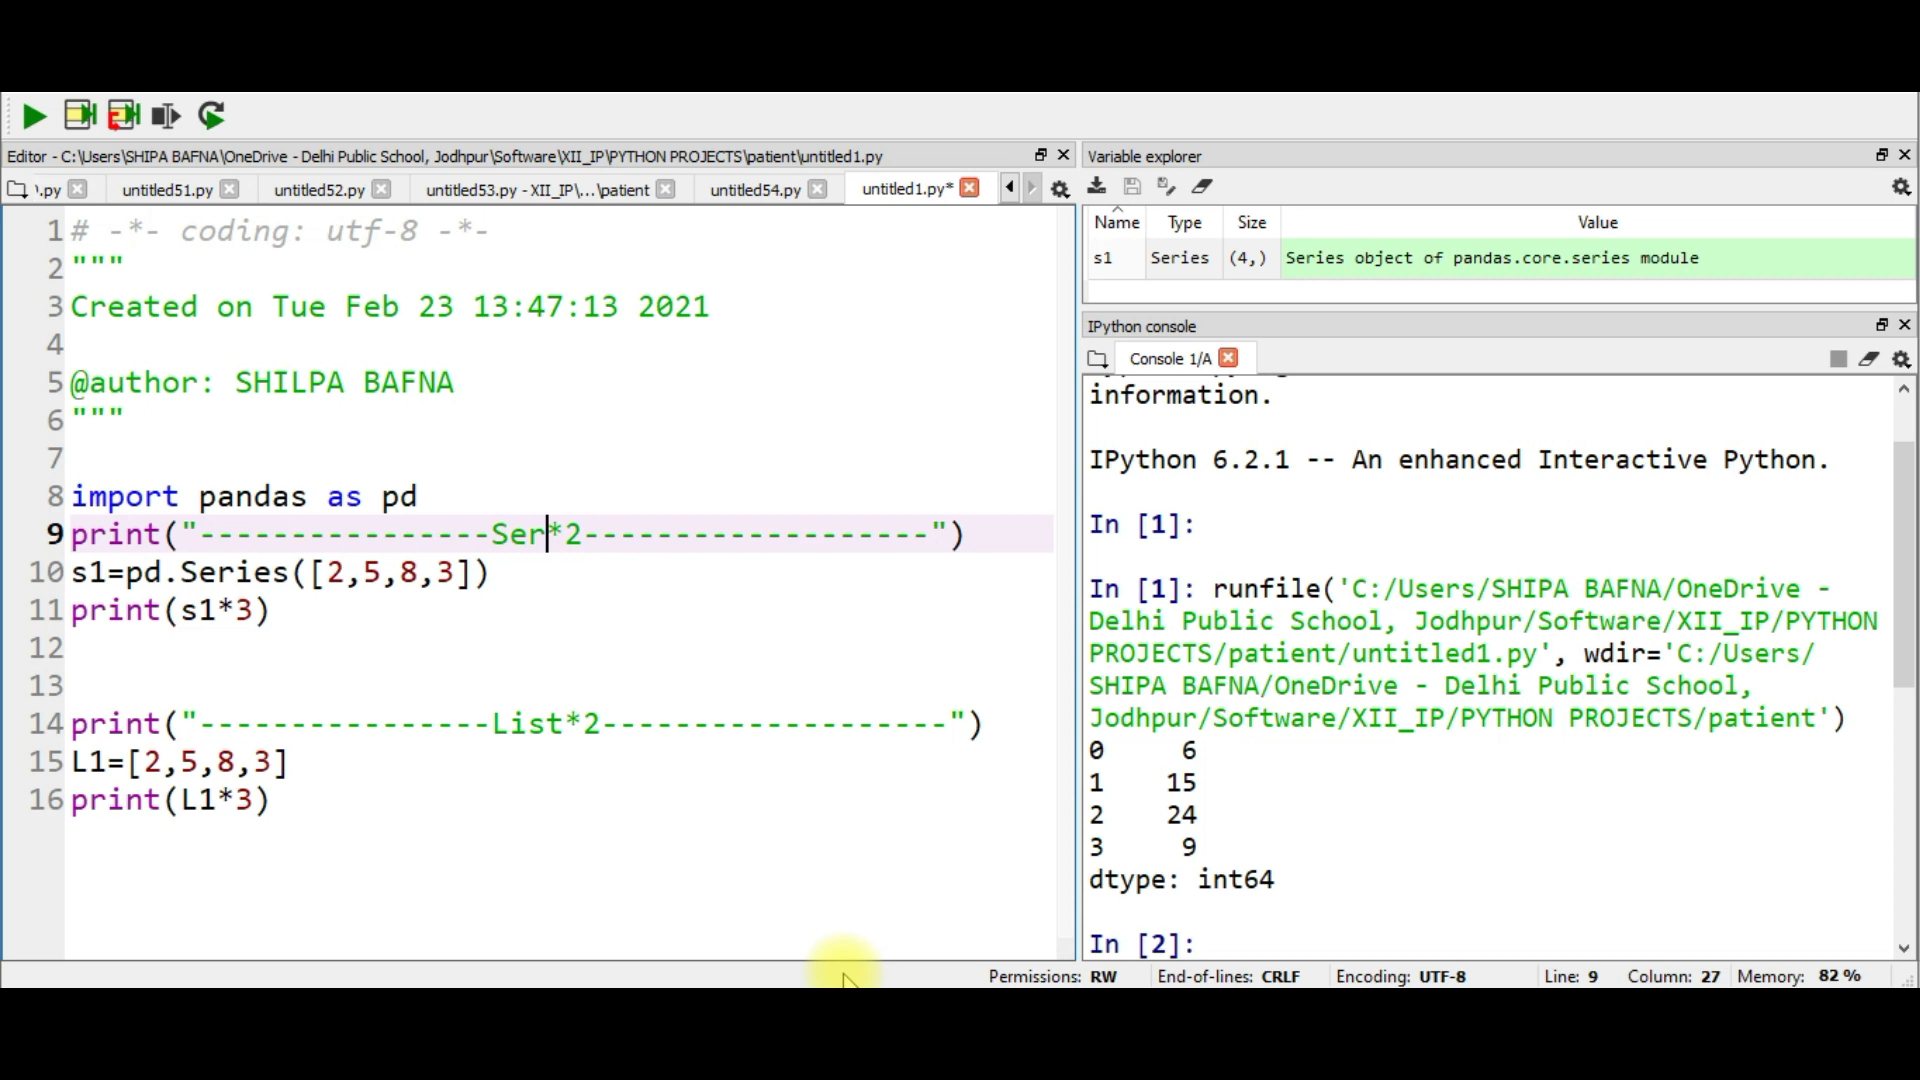 Editor - C:\Users\SHIPA BAFNA\OneDrive - Delhi Public School, Jodhpur\Software\XII_IP\PYTHON PROJECTS\patient\untitled1.py
).py
untitled51.py
untitled52.py
untitled53.py - XII_IP\...\patient
untitled54.py
untitled1.py*
1 # -*- coding: utf-8 -*-
2 """
3 Created on Tue Feb 23 13:47:13 2021
4
5 @author: SHILPA BAFNA
6 """
7
8 import pandas as pd
9 print("----------------Ser*2-------------------")
10 s1=pd.Series([2,5,8,3])
11 print(s1*3)
12
13
14 print("----------------List*2-------------------")
15 L1=[2,5,8,3]
16 print(L1*3)
Variable explorer
Name Type Size Value
s1 Series (4,) Series object of pandas.core.series module
IPython console
Console 1/A
information.
IPython 6.2.1 -- An enhanced Interactive Python.
In [1]:
In [1]: runfile('C:/Users/SHIPA BAFNA/OneDrive -
Delhi Public School, Jodhpur/Software/XII_IP/PYTHON
PROJECTS/patient/untitled1.py', wdir='C:/Users/
SHIPA BAFNA/OneDrive - Delhi Public School,
Jodhpur/Software/XII_IP/PYTHON PROJECTS/patient')
0 6
1 15
2 24
3 9
dtype: int64
In [2]:
Permissions: RW End-of-lines: CRLF Encoding: UTF-8 Line: 9 Column: 27 Memory: 82 %